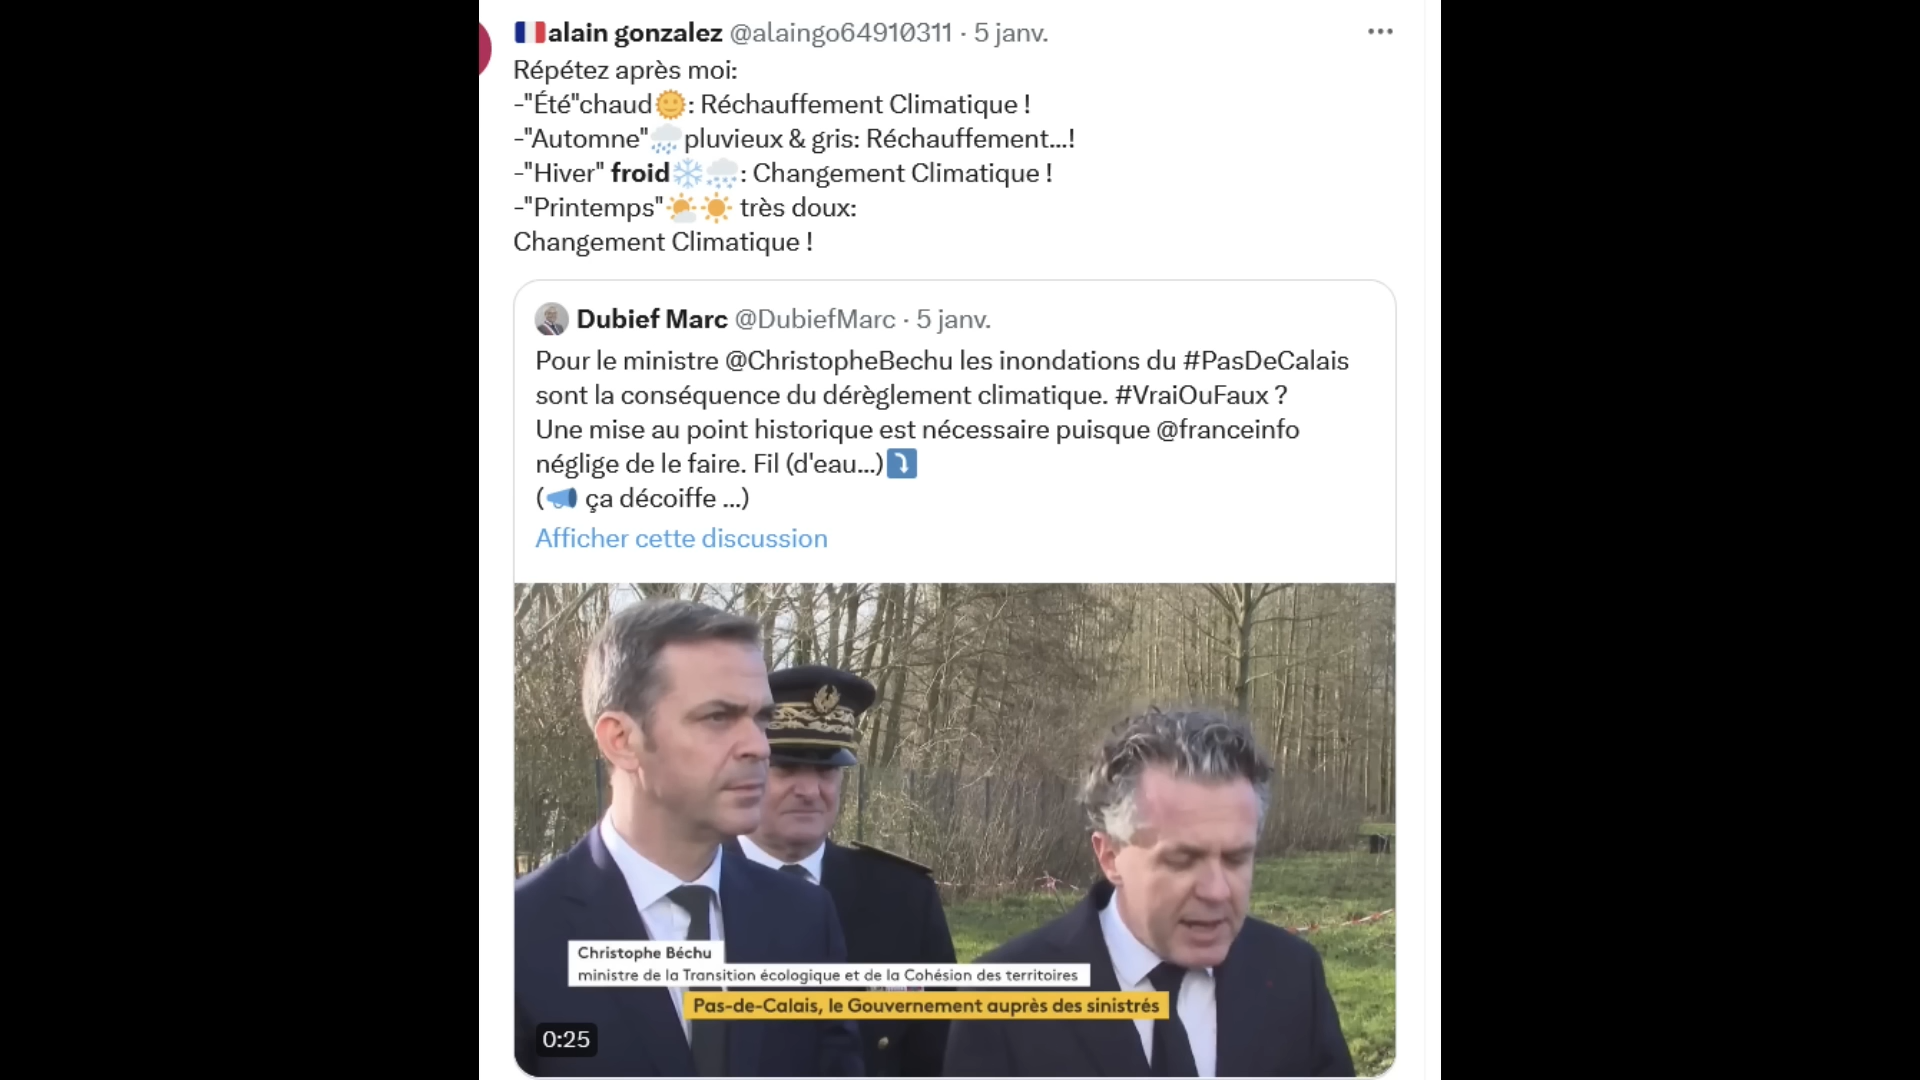 🇫🇷alain gonzalez @alaingo64910311 · 5 janv.
Répétez après moi:
-"Été"chaud🌞: Réchauffement Climatique !
-"Automne"🌧️pluvieux & gris: Réchauffement...!
-"Hiver" froid❄️🌨️: Changement Climatique !
-"Printemps"🌤️☀️ très doux:
Changement Climatique !
Dubief Marc @DubiefMarc · 5 janv.
Pour le ministre @ChristopheBechu les inondations du #PasDeCalais
sont la conséquence du dérèglement climatique. #VraiOuFaux ?
Une mise au point historique est nécessaire puisque @franceinfo
néglige de le faire. Fil (d'eau...)⤵️
(📣 ça décoiffe ...)
Afficher cette discussion
Christophe Béchu
ministre de la Transition écologique et de la Cohésion des territoires
Pas-de-Calais, le Gouvernement auprès des sinistrés
0:25